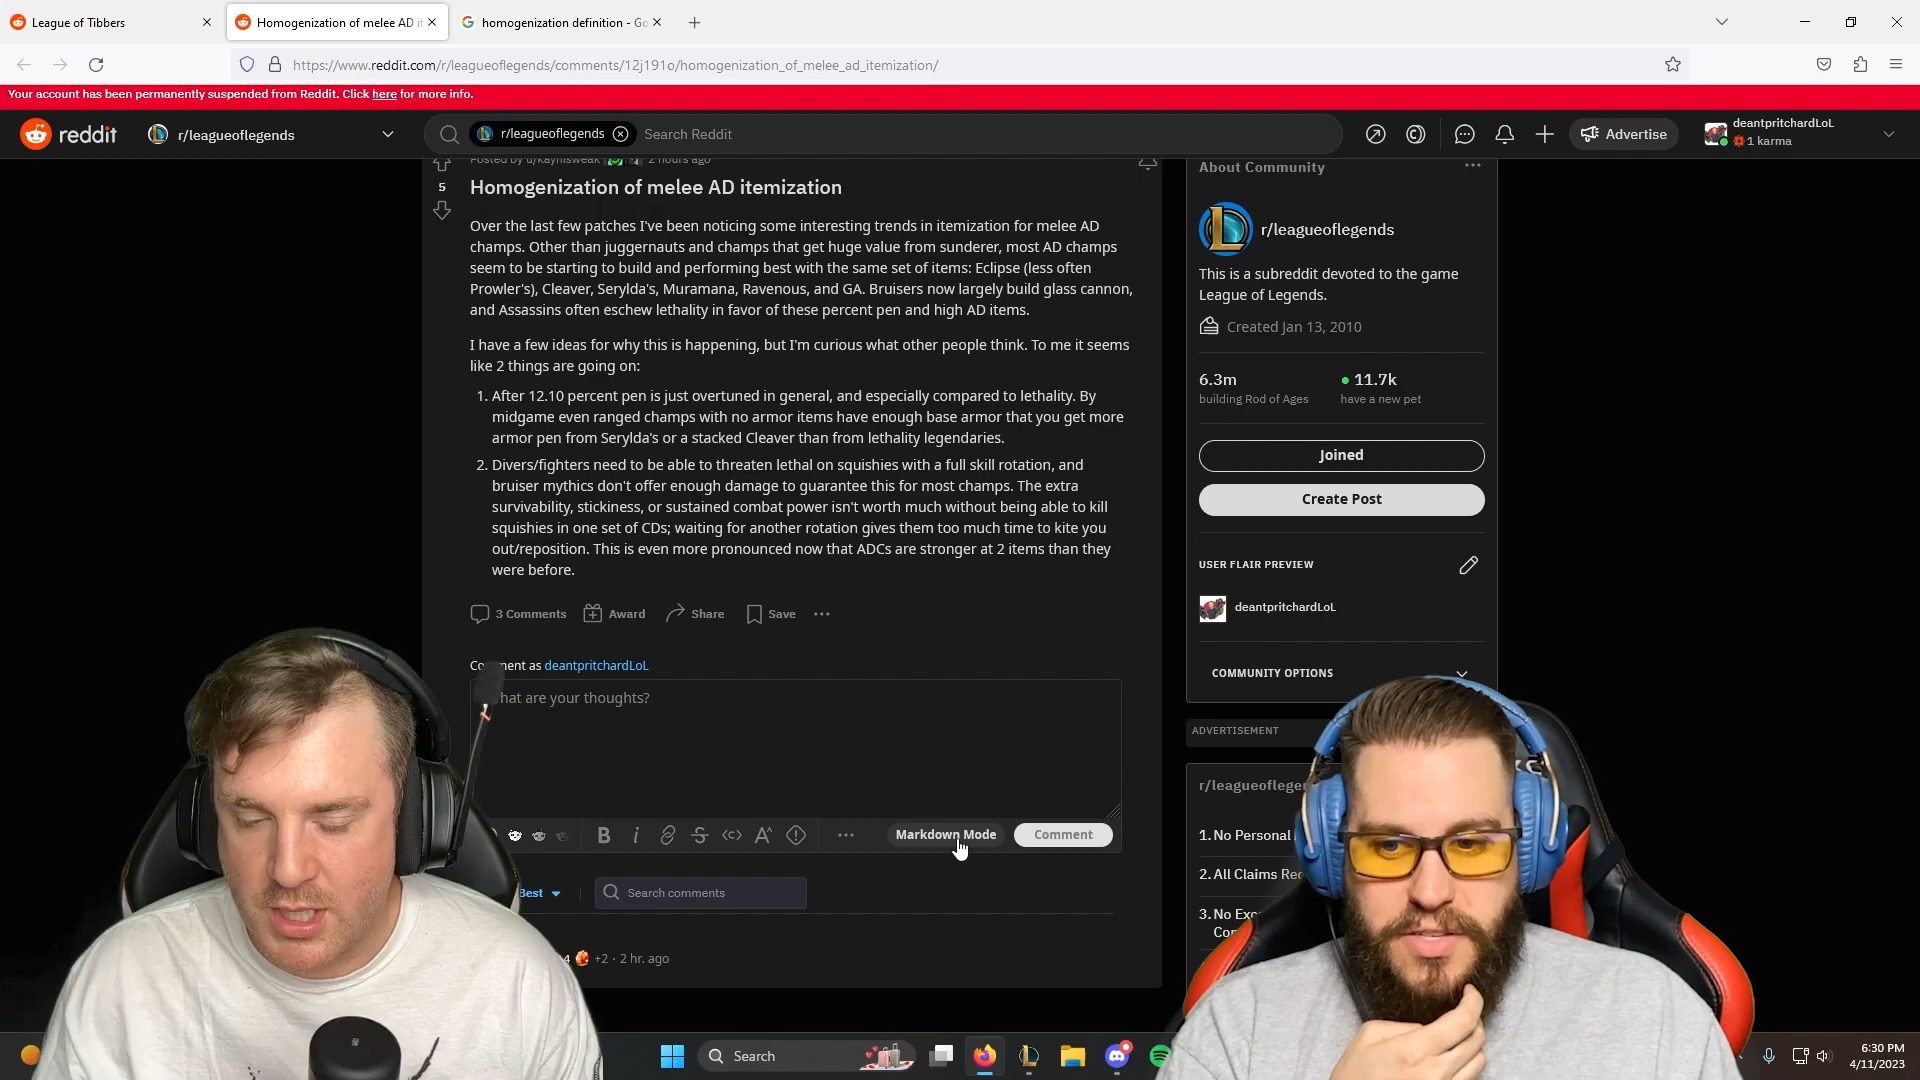 League of Tibbers
Homogenization of melee AD it
homogenization definition - Go
https://www.reddit.com/r/leagueoflegends/comments/12j191o/homogenization_of_melee_ad_itemization/
Your account has been permanently suspended from Reddit. Click here for more info.
reddit
r/leagueoflegends
r/leagueoflegends
Search Reddit
Advertise
deantpritchardLoL
1 karma
Posted by u/kaynisweak
2 hours ago
5
Homogenization of melee AD itemization
Over the last few patches I've been noticing some interesting trends in itemization for melee AD
champs. Other than juggernauts and champs that get huge value from sunderer, most AD champs
seem to be starting to build and performing best with the same set of items: Eclipse (less often
Prowler's), Cleaver, Serylda's, Muramana, Ravenous, and GA. Bruisers now largely build glass cannon,
and Assassins often eschew lethality in favor of these percent pen and high AD items.
I have a few ideas for why this is happening, but I'm curious what other people think. To me it seems
like 2 things are going on:
1. After 12.10 percent pen is just overtuned in general, and especially compared to lethality. By
midgame even ranged champs with no armor items have enough base armor that you get more
armor pen from Serylda's or a stacked Cleaver than from lethality legendaries.
2. Divers/fighters need to be able to threaten lethal on squishies with a full skill rotation, and
bruiser mythics don't offer enough damage to guarantee this for most champs. The extra
survivability, stickiness, or sustained combat power isn't worth much without being able to kill
squishies in one set of CDs; waiting for another rotation gives them too much time to kite you
out/reposition. This is even more pronounced now that ADCs are stronger at 2 items than they
were before.
3 Comments
Award
Share
Save
Comment as deantpritchardLoL
hat are your thoughts?
Markdown Mode
Comment
Best
Search comments
+2 · 2 hr. ago
About Community
r/leagueoflegends
This is a subreddit devoted to the game
League of Legends.
Created Jan 13, 2010
6.3m
11.7k
building Rod of Ages
have a new pet
Joined
Create Post
USER FLAIR PREVIEW
deantpritchardLoL
COMMUNITY OPTIONS
ADVERTISEMENT
r/leagueofleger
1. No Personal
2. All Claims Re
3. No Exc
Co
Search
6:30 PM
4/11/2023